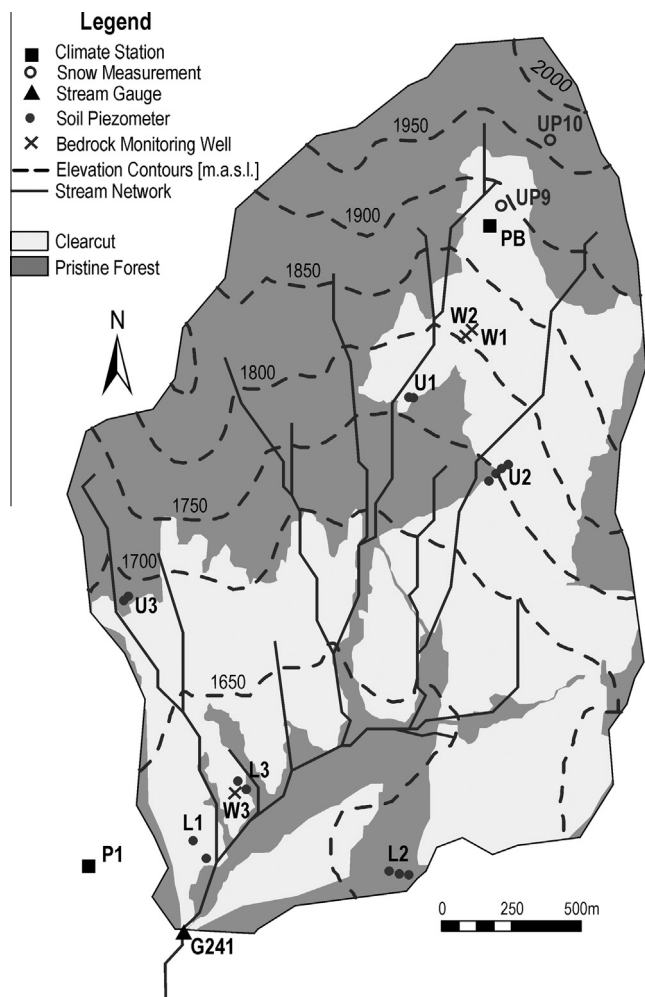 Legend
Climate Station
Snow Measurement
Stream Gauge
Soil Piezometer
Bedrock Monitoring Well
Elevation Contours [m.a.s.l.]
Stream Network
Clearcut
Pristine Forest
N
2000
1950
UP10
1900
UP9
PB
1850
W2
W1
1800
U1
1750
U2
1700
U3
1650
L3
W3
L1
P1
L2
G241
0 250 500m